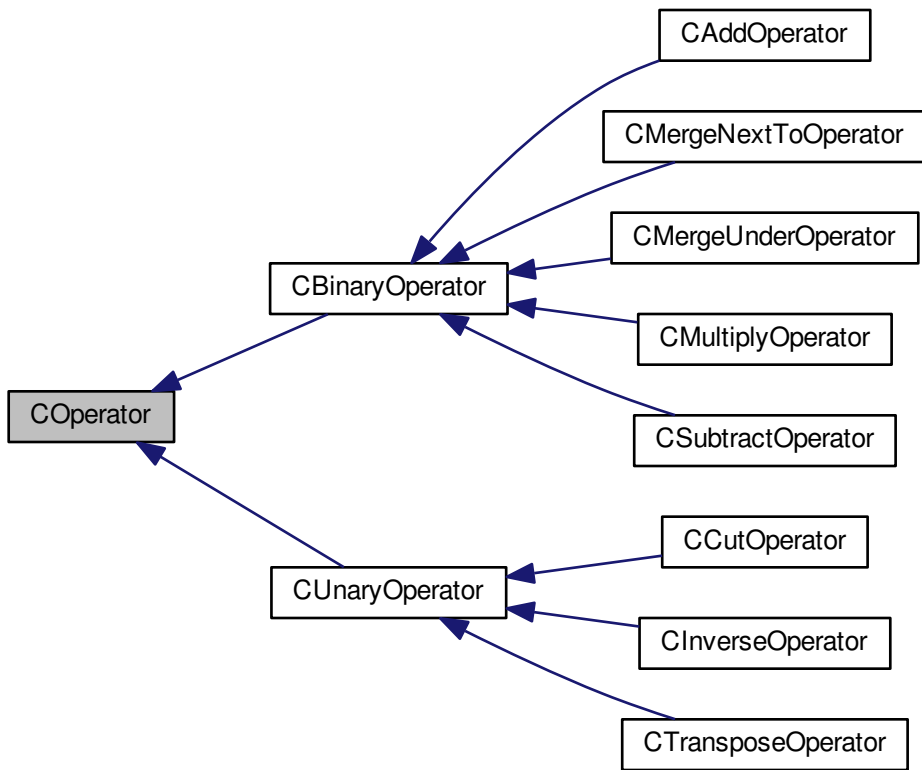 CAddOperator
CMergeNextToOperator
CMergeUnderOperator
CBinaryOperator
CMultiplyOperator
COperator
CSubtractOperator
CCutOperator
CUnaryOperator
CInverseOperator
CTransposeOperator